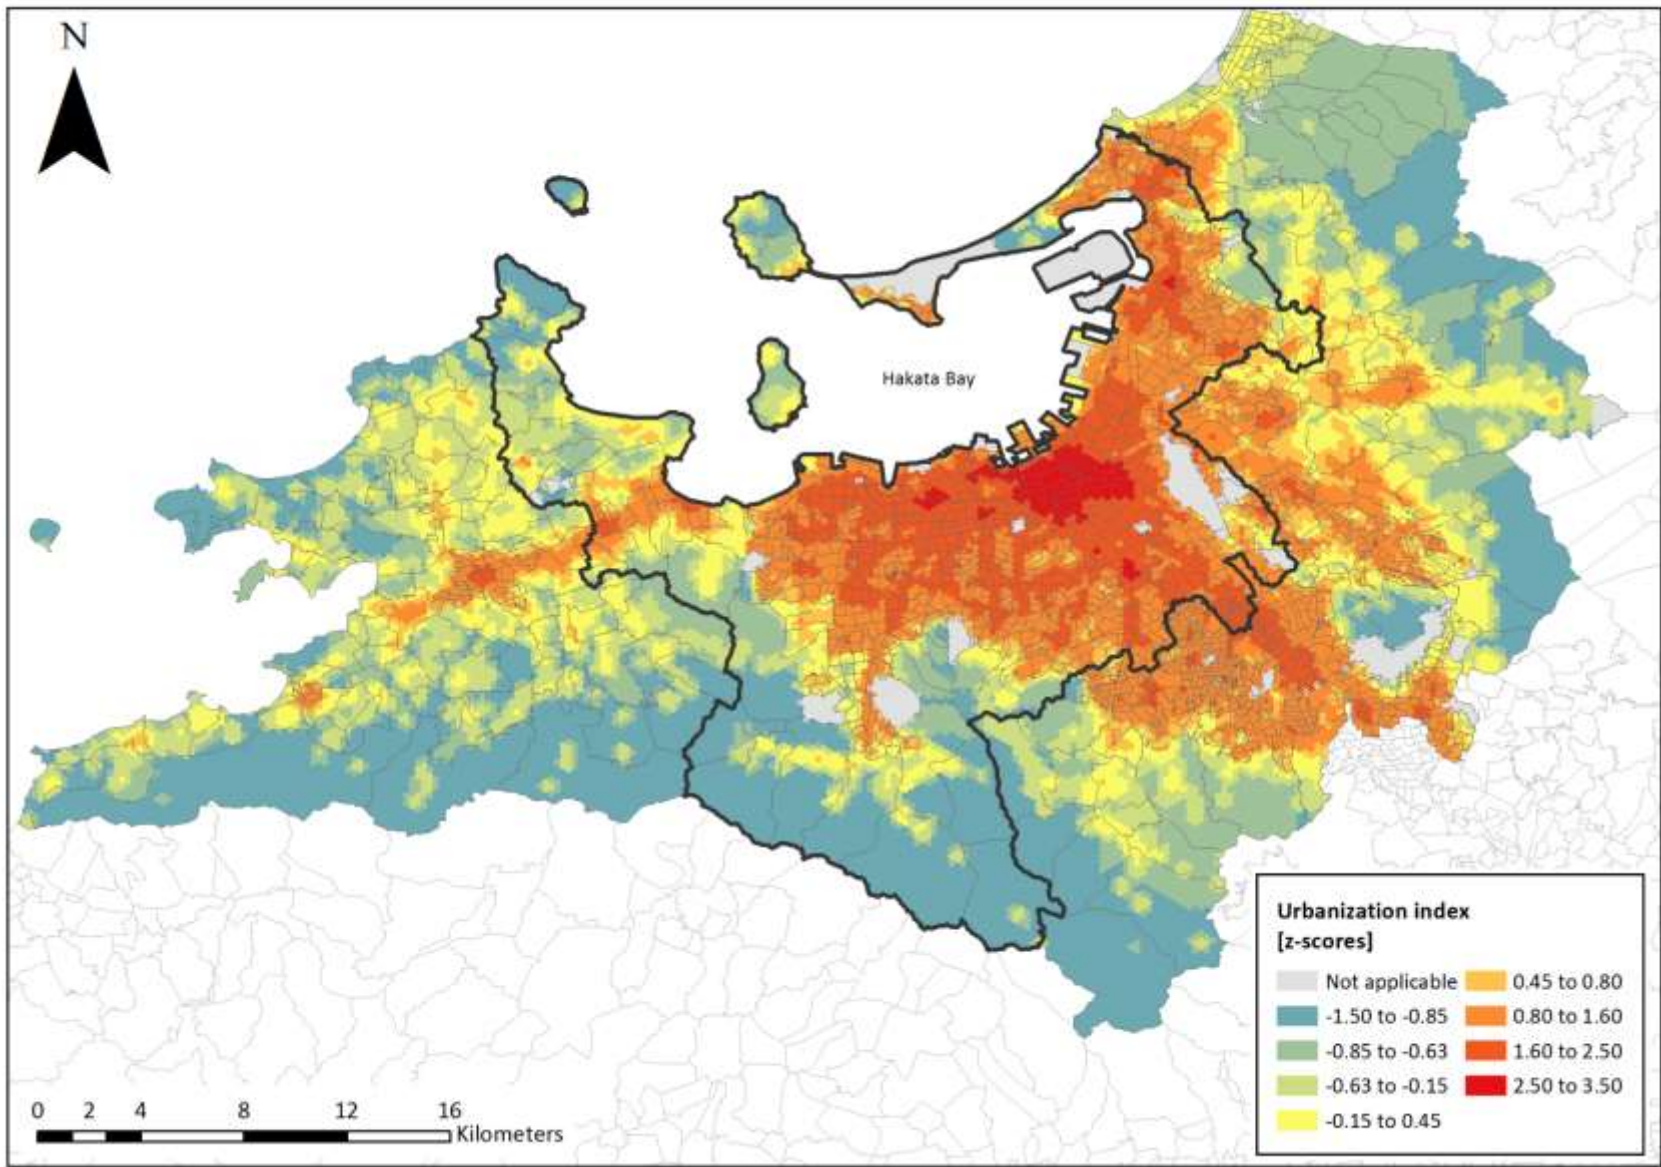 N
Hakata Bay
Urbanization index
[z-scores]
Not applicable 0.45 to 0.80
-1.50 to -0.85 0.80 to 1.60
-0.85 to -0.63 1.60 to 2.50
-0.63 to -0.15 2.50 to 3.50
-0.15 to 0.45
0 2 4 8 12 16
Kilometers